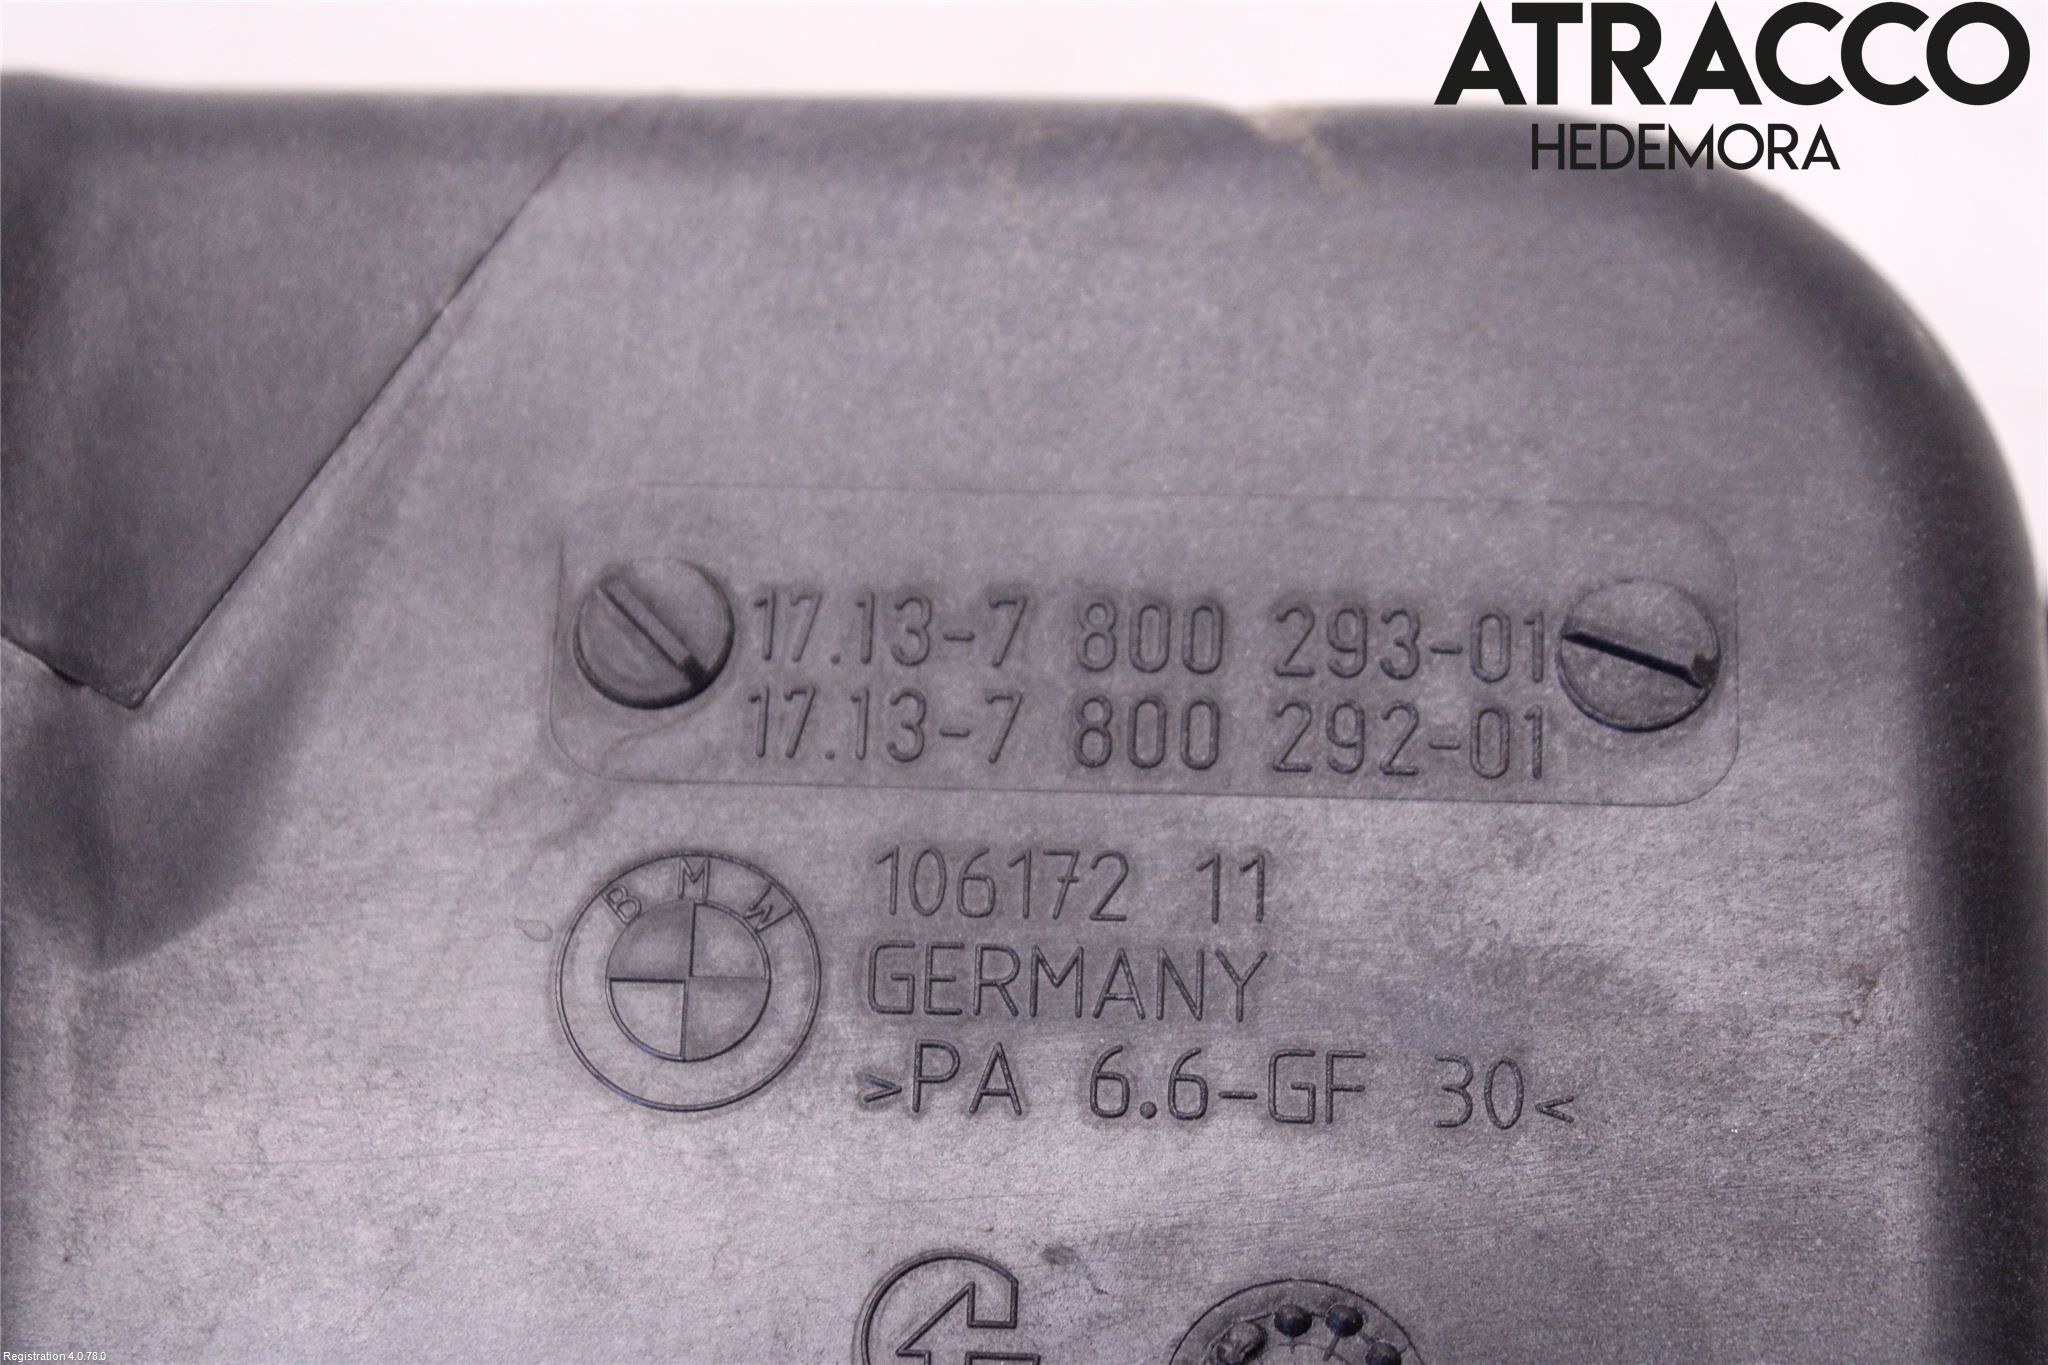 ATRACCO
HEDEMORA
17.13-7 800 293-01
17.13-7 800 292-01
BMW
106172 11
GERMANY
>PA 6.6-GF 30<
Registration 4.0.78.0